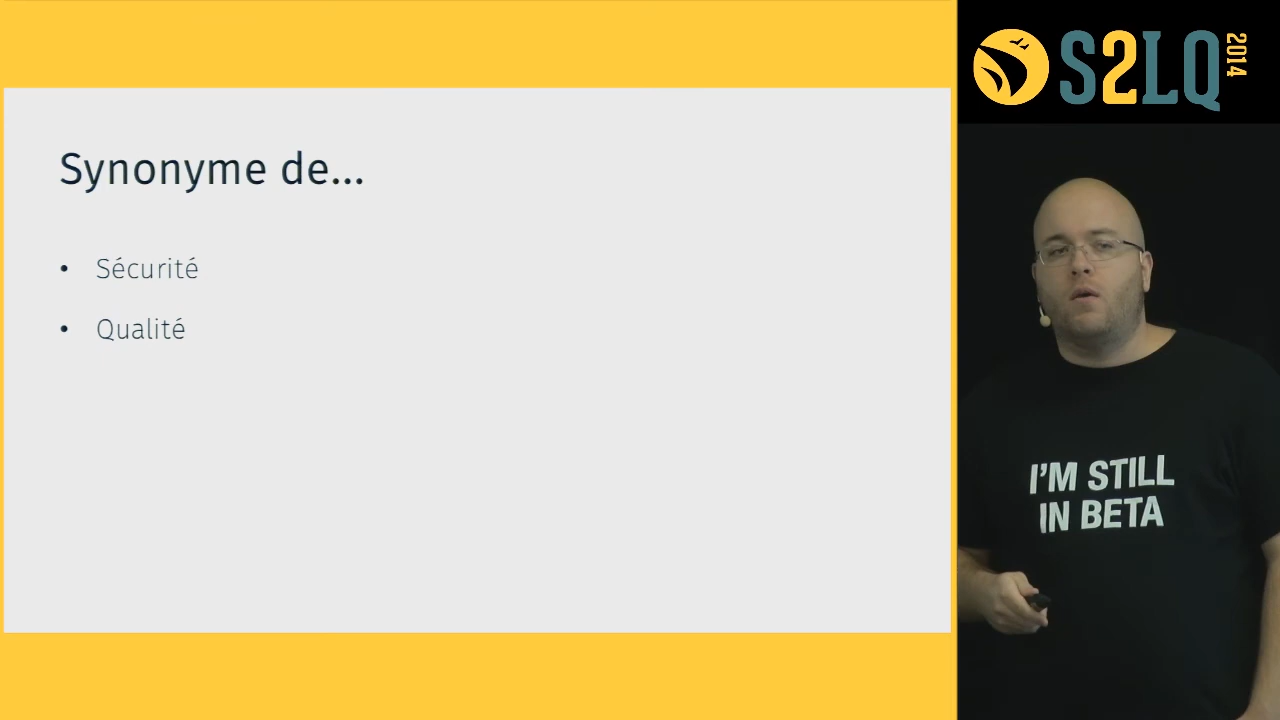 Synonyme de...
• Sécurité
• Qualité
S2LQ 2014
I'M STILL
IN BETA